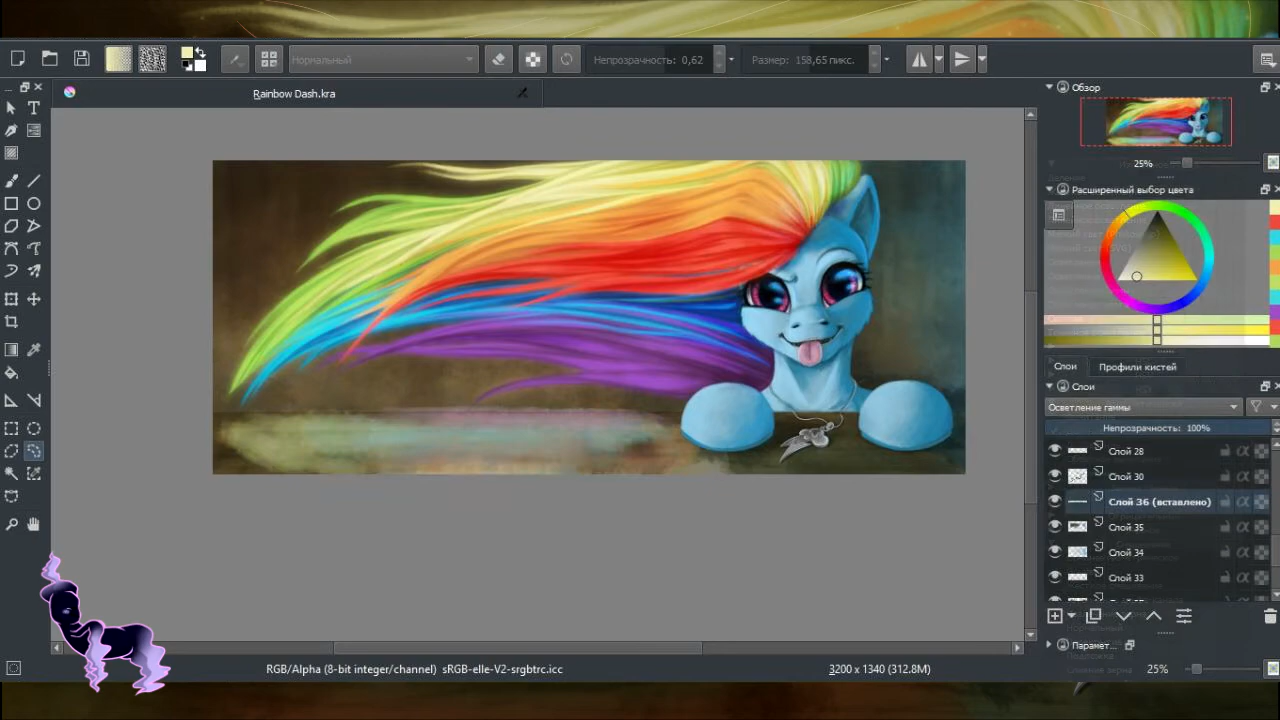 Нормальный
Непрозрачность: 0,62
Размер: 158,65 пикс.
Rainbow Dash.kra
Обзор
25%
Расширенный выбор цвета
Слои
Профили кистей
Слои
Осветление гаммы
Непрозрачность: 100%
Слой 28
Слой 30
Слой 36 (вставлено)
Слой 35
Слой 34
Слой 33
Парамет...
RGB/Alpha (8-bit integer/channel) sRGB-elle-V2-srgbtrc.icc
3200 x 1340 (312.8M)
25%